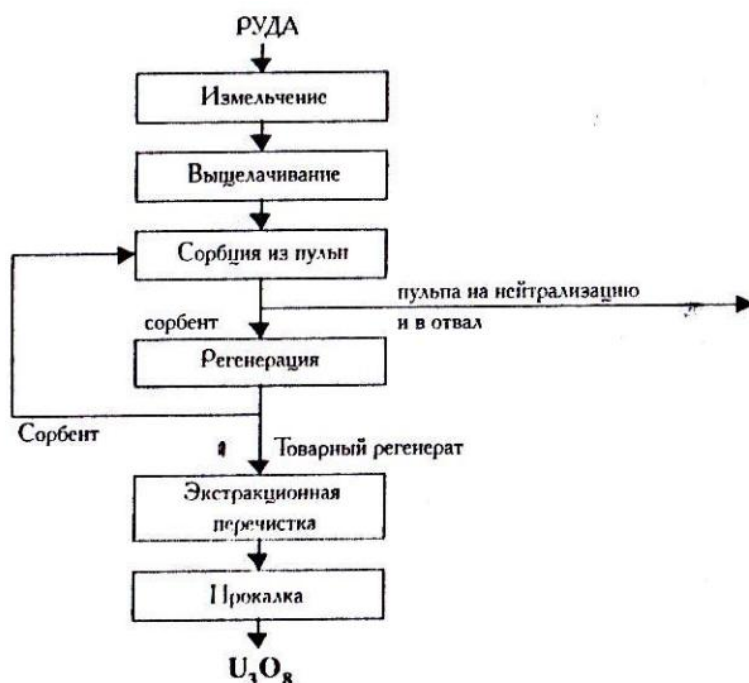 РУДА
Измельчение
Выщелачивание
Сорбция из пульп
пульпа на нейтрализацию
и в отвал
сорбент
Регенерация
Сорбент
Товарный регенерат
Экстракционная
перечистка
Прокалка
U₃O₈